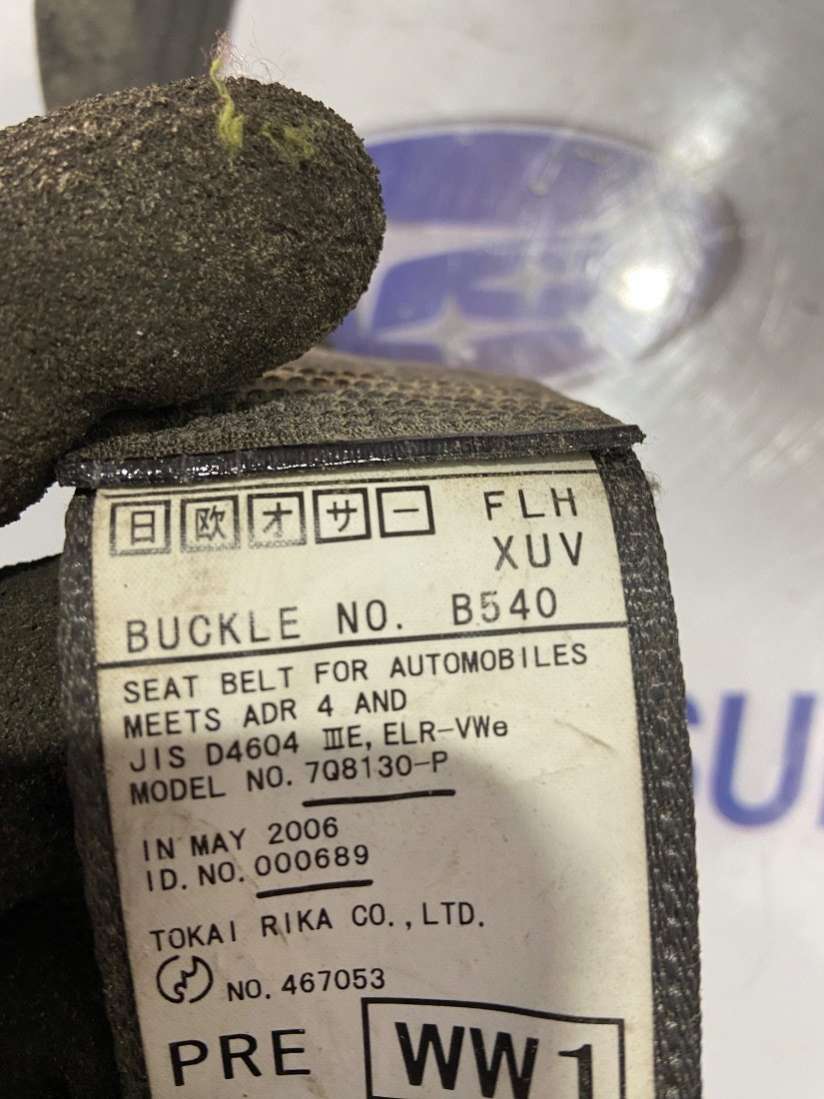 日欧オサー FLH
XUV
BUCKLE NO. B540
SEAT BELT FOR AUTOMOBILES
MEETS ADR 4 AND
JIS D4604 ⅢE, ELR-VWe
MODEL NO. 7Q8130-P
IN MAY 2006
ID. NO. 000689
TOKAI RIKA CO., LTD.
NO. 467053
PRE WW1
SU